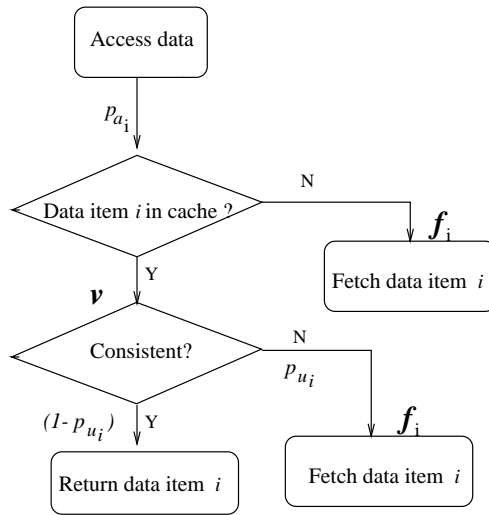 Access data
p_{a_i}
N
Data item i in cache ?
f_i
Y
Fetch data item i
v
N
Consistent?
p_{u_i}
(1- p_{u_i})
Y
f_i
Return data item i
Fetch data item i